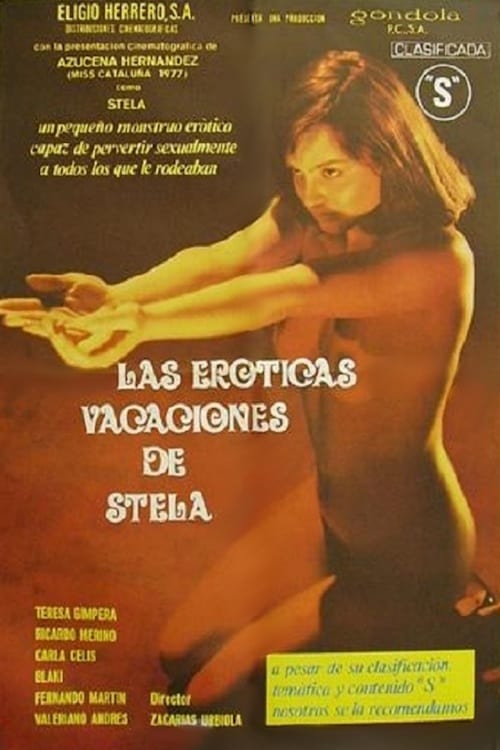 ELIGIO HERRERO, S.A.
DISTRIBUCIONES CINEMATOGRAFICAS
PRESENTA UNA PRODUCCION
gondola
P.C., S.A.
CLASIFICADA
"S"
con la presentación cinematográfica de
AZUCENA HERNANDEZ
(MISS CATALUÑA 1977)
como
STELA
un pequeño monstruo erótico
capaz de pervertir sexualmente
a todos los que le rodeaban
LAS EROTICAS
VACACIONES
DE
STELA
TERESA GIMPERA
RICARDO MERINO
CARLA CELIS
BLAKI
FERNANDO MARTIN
VALERIANO ANDRES
Director
ZACARIAS URBIOLA
a pesar de su clasificación,
temática y contenido "S"
nosotros se la recomendamos